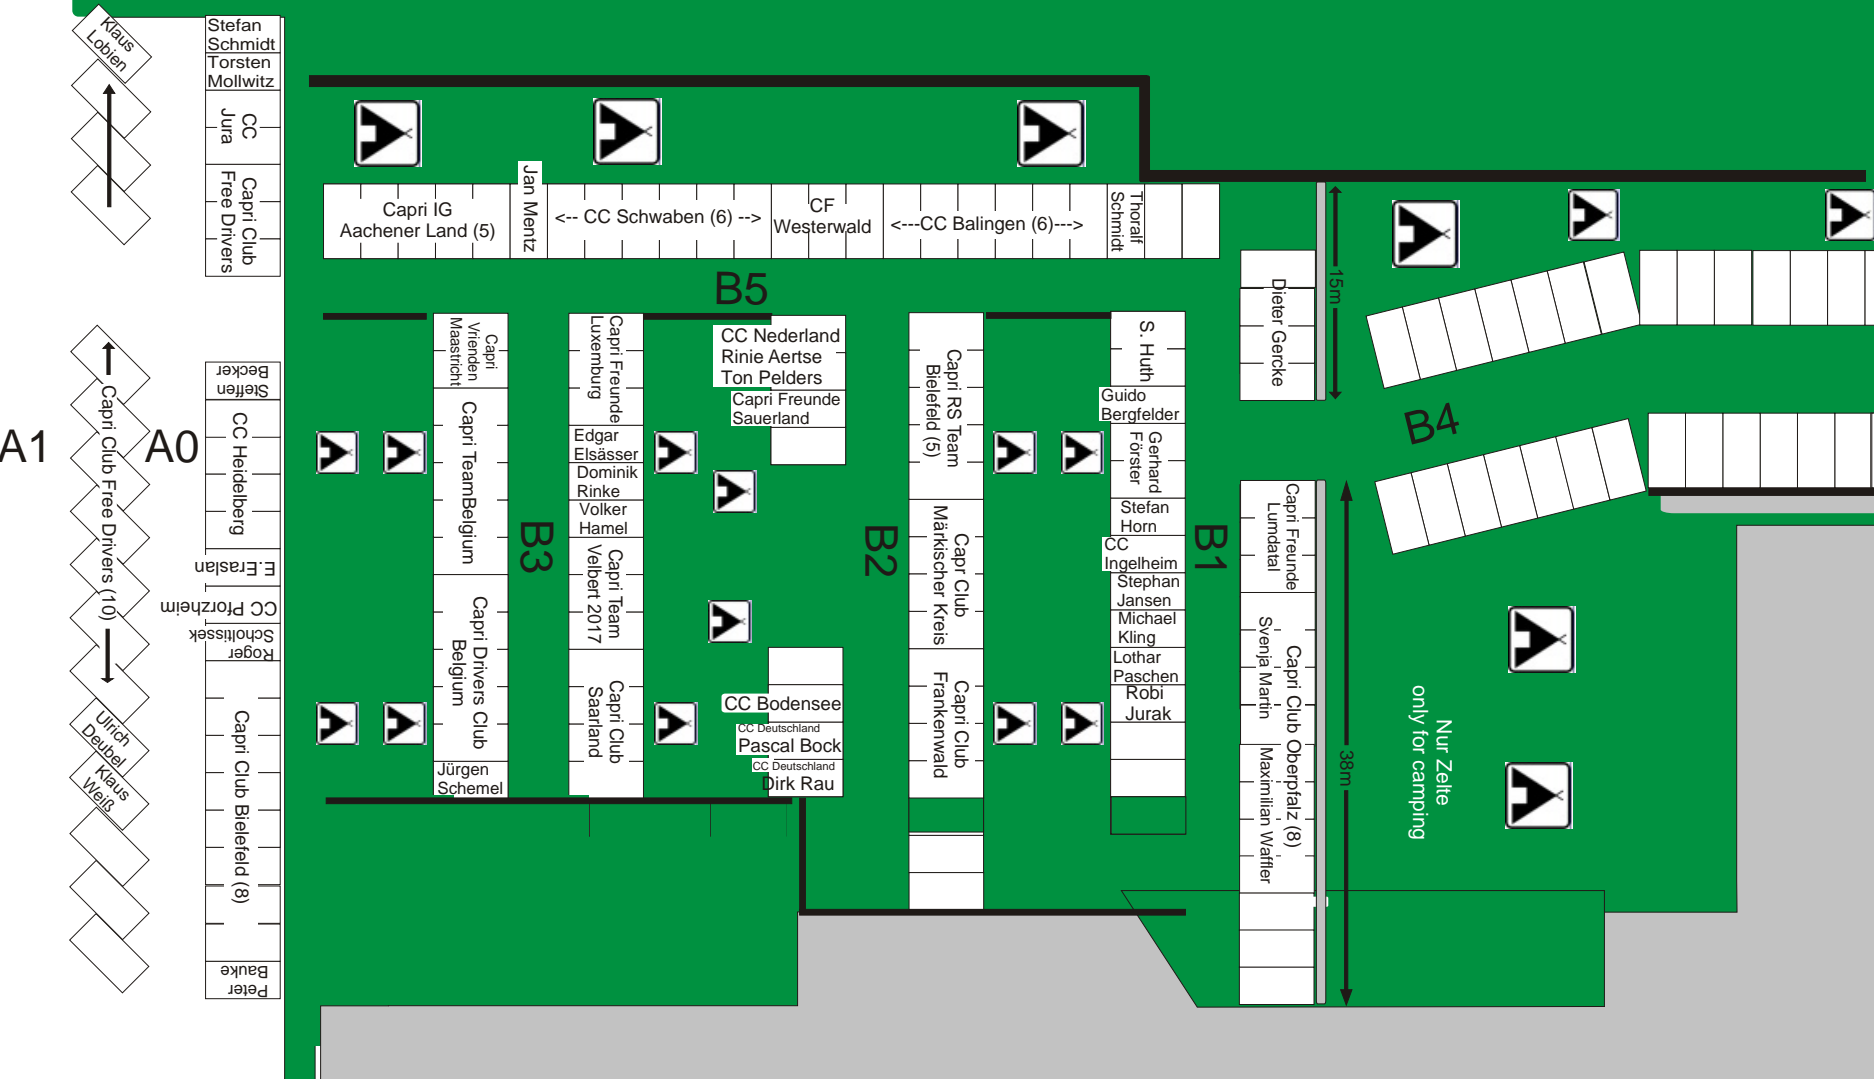 Klaus
Lobien
Stefan
Schmidt
Torsten
Mollwitz
CC
Jura
Capri Club
Free Drivers
Capri IG
Aachener Land (5)
Jan Mentz
<-- CC Schwaben (6) -->
CF
Westerwald
<---CC Balingen (6)--->
Thoralf
Schmidt
B5
15m
Dieter Gercke
B4
A1
Capri Club Free Drivers (10)
Ulrich
Deubel
Klaus
Weiß
A0
Steffen
Becker
CC Heidelberg
E.Eraslan
CC Pforzheim
Roger
Scholtissek
Capri Club Bielefeld (8)
Peter
Bauke
Capri
Vrienden
Maastricht
Capri TeamBelgium
Capri Drivers Club
Belgium
Jürgen
Schemel
B3
Capri Freunde
Luxemburg
Edgar
Elsässer
Dominik
Rinke
Volker
Hamel
Capri Team
Velbert 2017
Capri Club
Saarland
CC Nederland
Rinie Aertse
Ton Pelders
Capri Freunde
Sauerland
CC Bodensee
CC Deutschland
Pascal Bock
CC Deutschland
Dirk Rau
B2
Capri RS Team
Bielefeld (5)
Capr Club
Märkischer Kreis
Capri Club
Frankenwald
S. Huth
Guido
Bergfelder
Gerhard
Förster
Stefan
Horn
CC
Ingelheim
Stephan
Jansen
Michael
Kling
Lothar
Paschen
Robi
Jurak
B1
Capri Freunde
Lumdatal
Capri Club Oberpfalz (8)
Svenja Martin
Maximilian Waffler
38m
Nur Zelte
only for camping